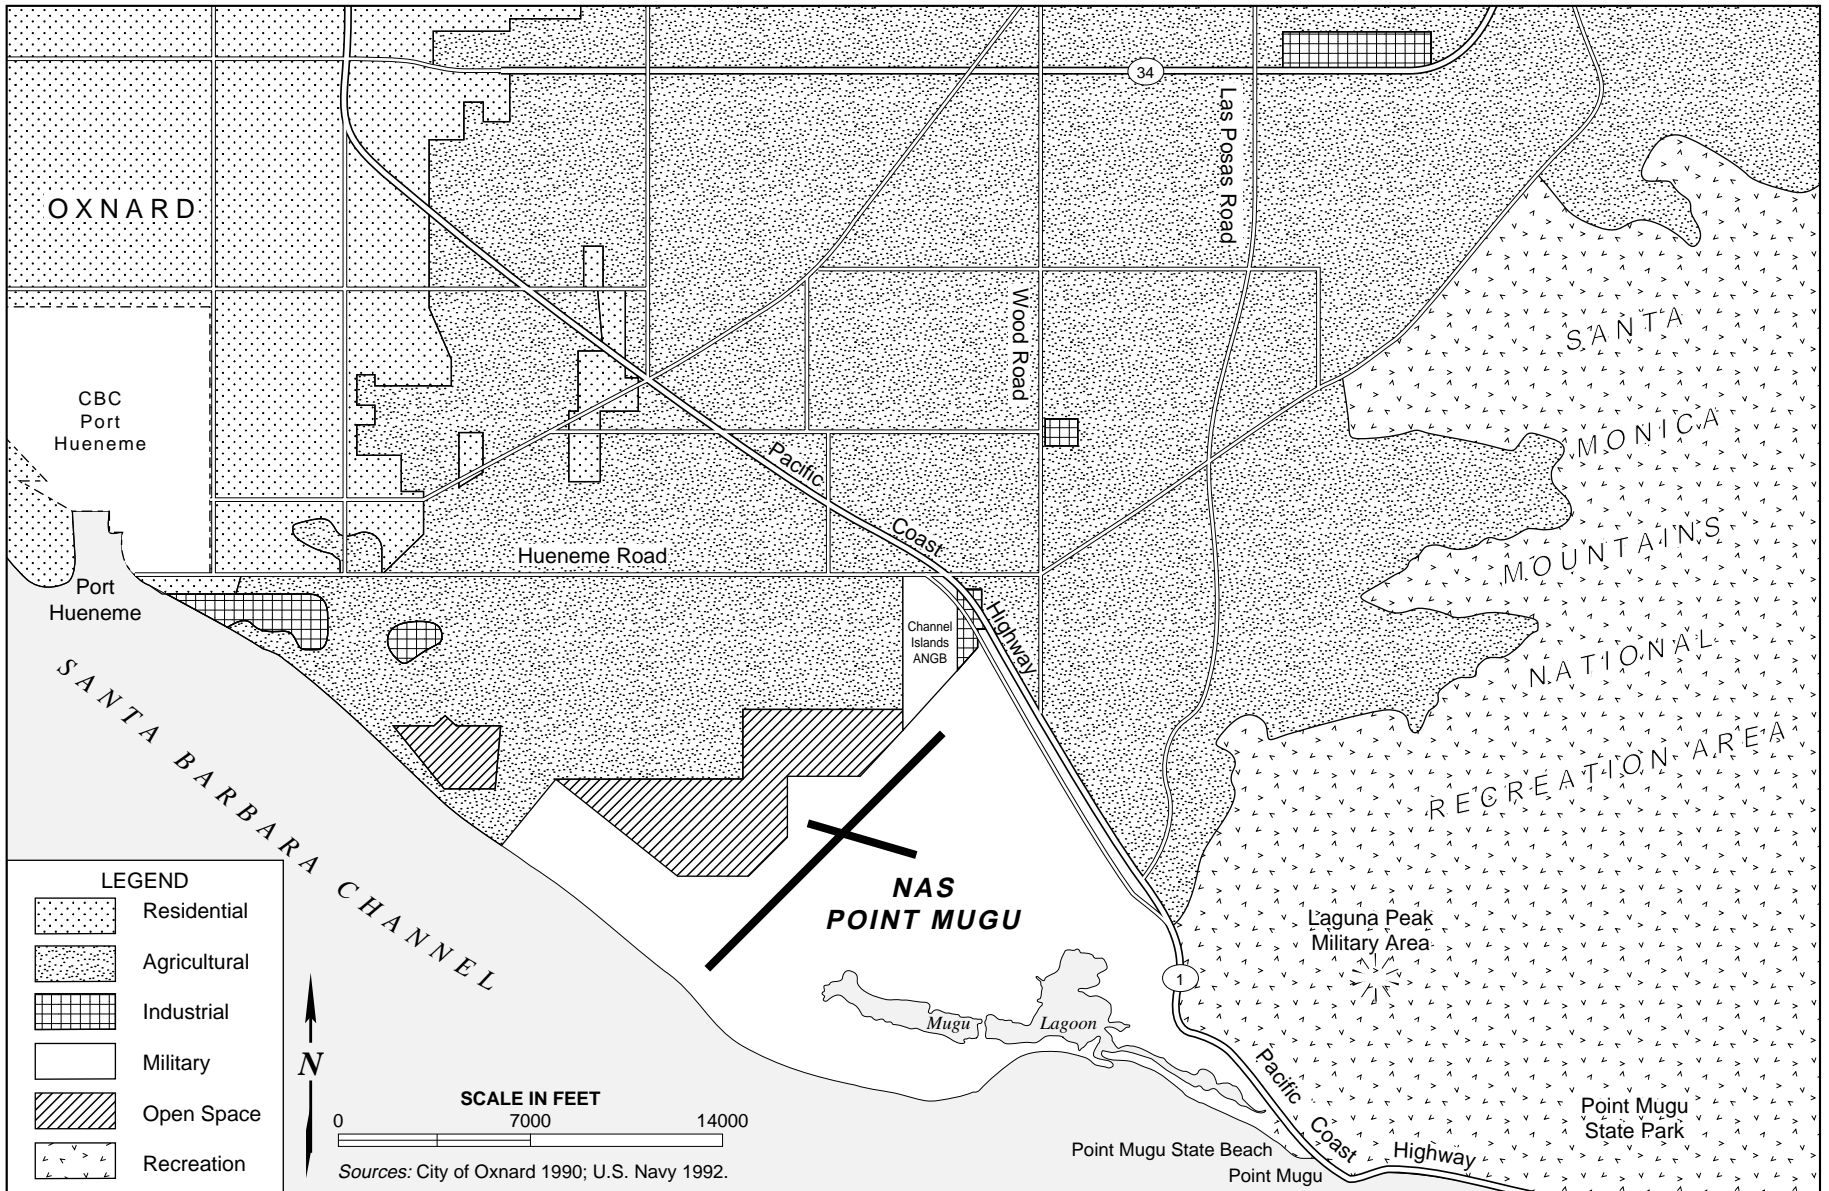 34
Las Posas Road
OXNARD
SANTA
Wood Road
CBC
Port
Hueneme
MONICA
Pacific
Coast
MOUNTAINS
Hueneme Road
Port
Hueneme
Highway
Channel
Islands
ANGB
NATIONAL
SANTA BARBARA CHANNEL
RECREATION AREA
NAS
POINT MUGU
Laguna Peak
Military Area
1
Mugu Lagoon
Pacific
Coast
Highway
Point Mugu
State Park
Point Mugu State Beach
Point Mugu
LEGEND
Residential
Agricultural
Industrial
Military
Open Space
Recreation
N
SCALE IN FEET
0 7000 14000
Sources: City of Oxnard 1990; U.S. Navy 1992.